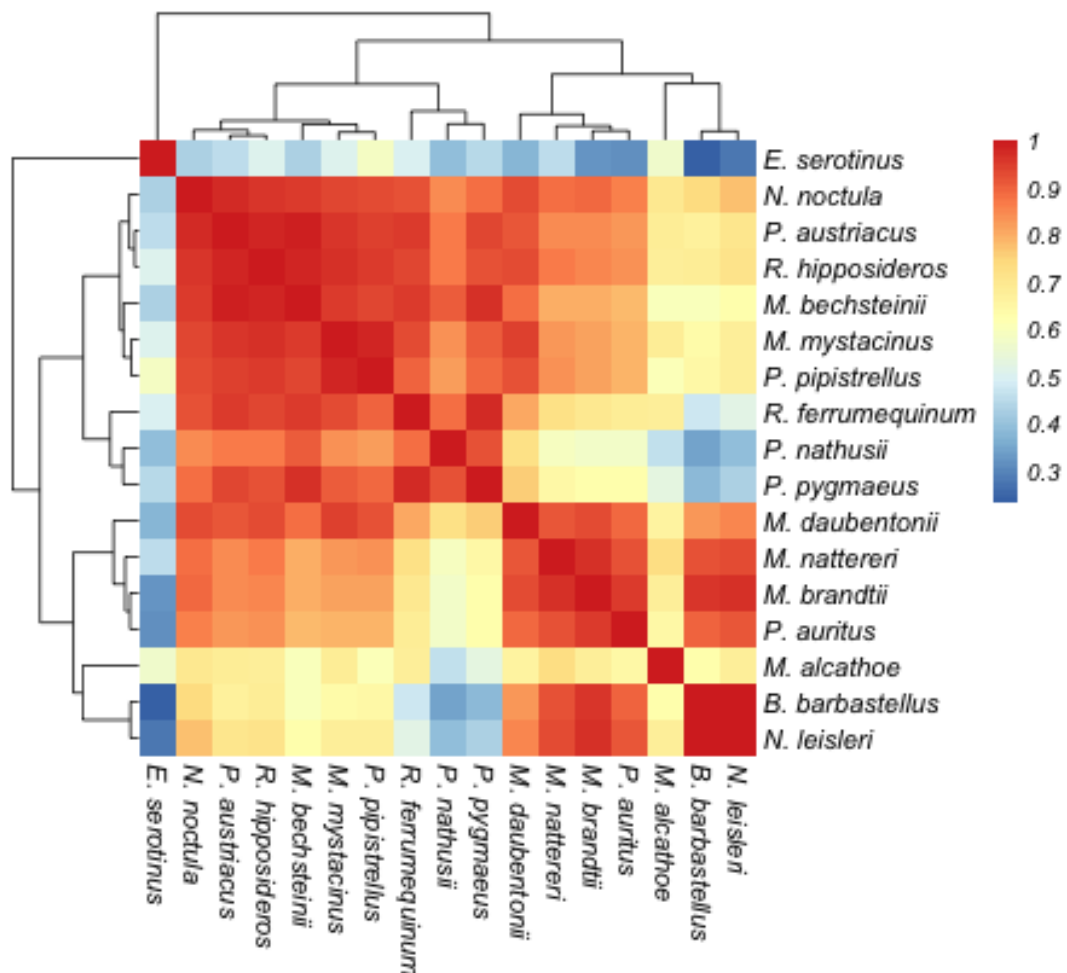 1
0.9
0.8
0.7
0.6
0.5
0.4
0.3
E. serotinus
N. noctula
P. austriacus
R. hipposideros
M. bechsteinii
M. mystacinus
P. pipistrellus
R. ferrumequinum
P. nathusii
P. pygmaeus
M. daubentonii
M. nattereri
M. brandtii
P. auritus
M. alcathoe
B. barbastellus
N. leisleri
E. serotinus
N. noctula
P. austriacus
R. hipposideros
M. bechsteinii
M. mystacinus
P. pipistrellus
R. ferrumequinum
P. nathusii
P. pygmaeus
M. daubentonii
M. nattereri
M. brandtii
P. auritus
M. alcathoe
B. barbastellus
N. leisleri